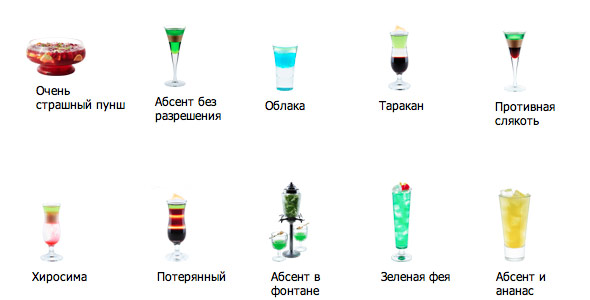 Очень
страшный пунш
Абсент без
разрешения
Облака
Таракан
Противная
слякоть
Хиросима
Потерянный
Абсент в
фонтане
Зеленая фея
Абсент и
ананас